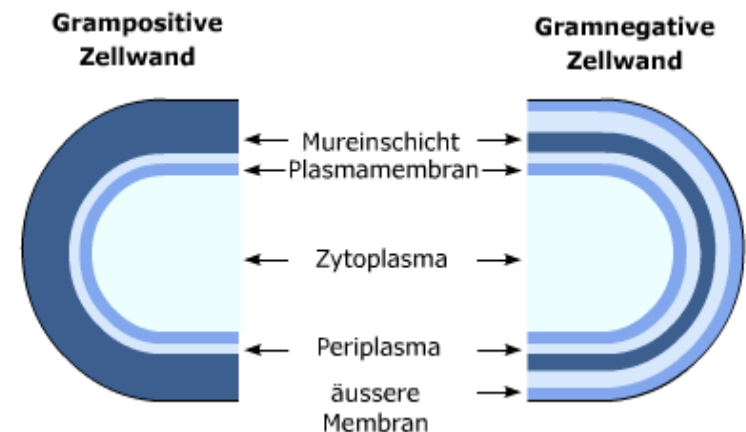 Grampositive
Zellwand
Gramnegative
Zellwand
Mureinschicht
Plasmamembran
Zytoplasma
Periplasma
äussere
Membran